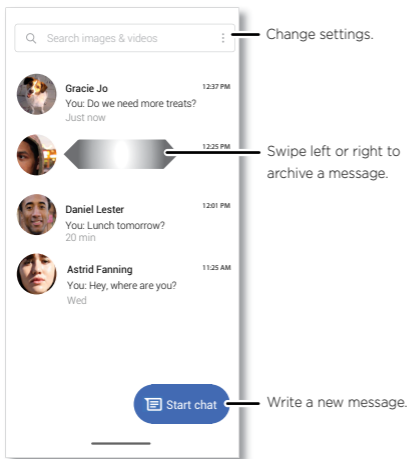 Search images & videos
Change settings.
Gracie Jo 12:37 PM
You: Do we need more treats?
Just now
12:25 PM
Swipe left or right to
archive a message.
Daniel Lester 12:01 PM
You: Lunch tomorrow?
20 min
Astrid Fanning 11:25 AM
You: Hey, where are you?
Wed
Start chat
Write a new message.